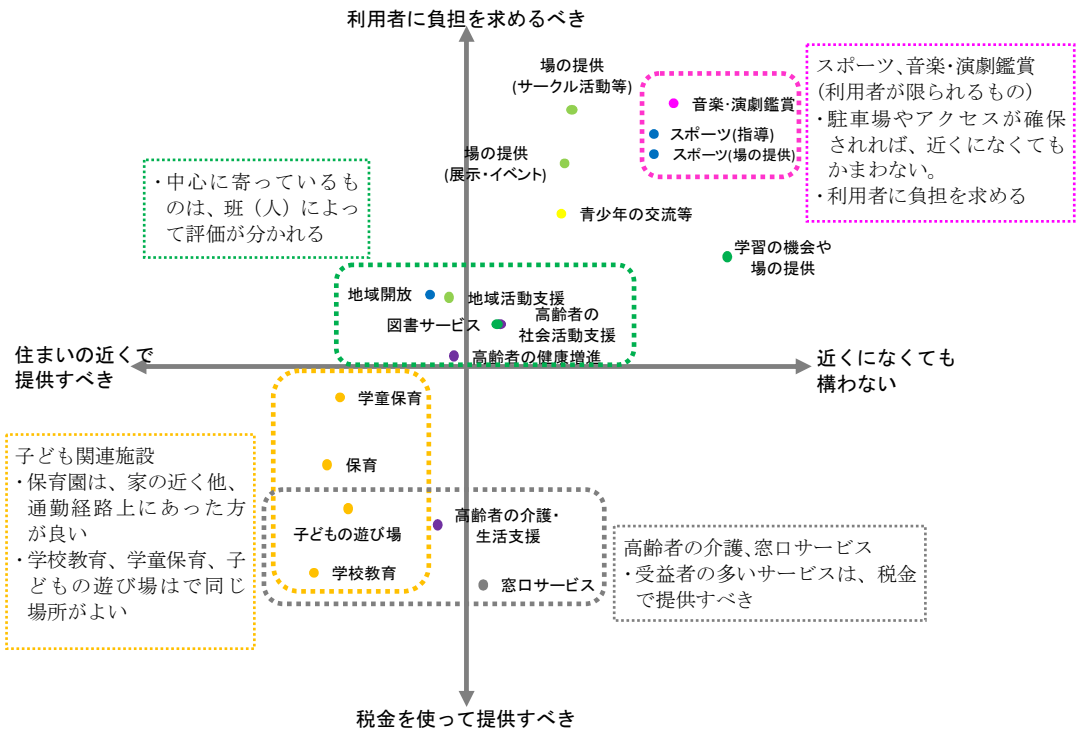 利用者に負担を求めるべき
場の提供
(サークル活動等)
音楽・演劇鑑賞
スポーツ(指導)
スポーツ(場の提供)
スポーツ、音楽・演劇鑑賞
(利用者が限られるもの)
・駐車場やアクセスが確保
されれば、近くになくても
かまわない。
・利用者に負担を求める
場の提供
(展示・イベント)
・中心に寄っているも
のは、班（人）によっ
て評価が分かれる
青少年の交流等
学習の機会や
場の提供
地域開放
地域活動支援
図書サービス
高齢者の
社会活動支援
高齢者の健康増進
住まいの近くで
提供すべき
近くになくても
構わない
学童保育
保育
子どもの遊び場
学校教育
高齢者の介護・
生活支援
窓口サービス
子ども関連施設
・保育園は、家の近く他、
通勤経路上にあった方
が良い
・学校教育、学童保育、子
どもの遊び場はで同じ
場所がよい
高齢者の介護、窓口サービス
・受益者の多いサービスは、税金
で提供すべき
税金を使って提供すべき